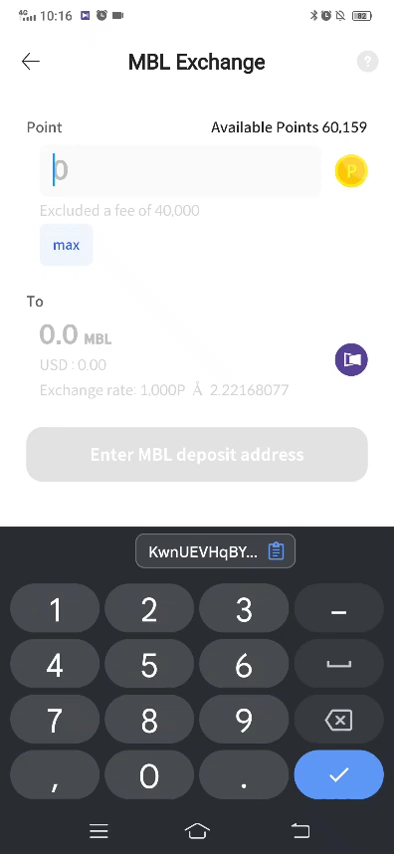 4G 10:16 82
MBL Exchange ?
Point Available Points 60,159
0 P
Excluded a fee of 40,000
max
To
0.0 MBL
USD : 0.00
Exchange rate: 1,000P Å 2.22168077
Enter MBL deposit address
KwnUEVHqBY...
1 2 3 –
4 5 6
7 8 9
, 0 .